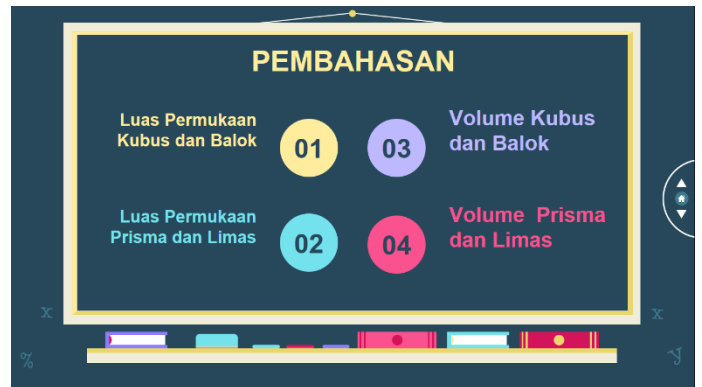 PEMBAHASAN
Luas Permukaan
Kubus dan Balok
01
03
Volume Kubus
dan Balok
Luas Permukaan
Prisma dan Limas
02
04
Volume Prisma
dan Limas
x
x
%
y